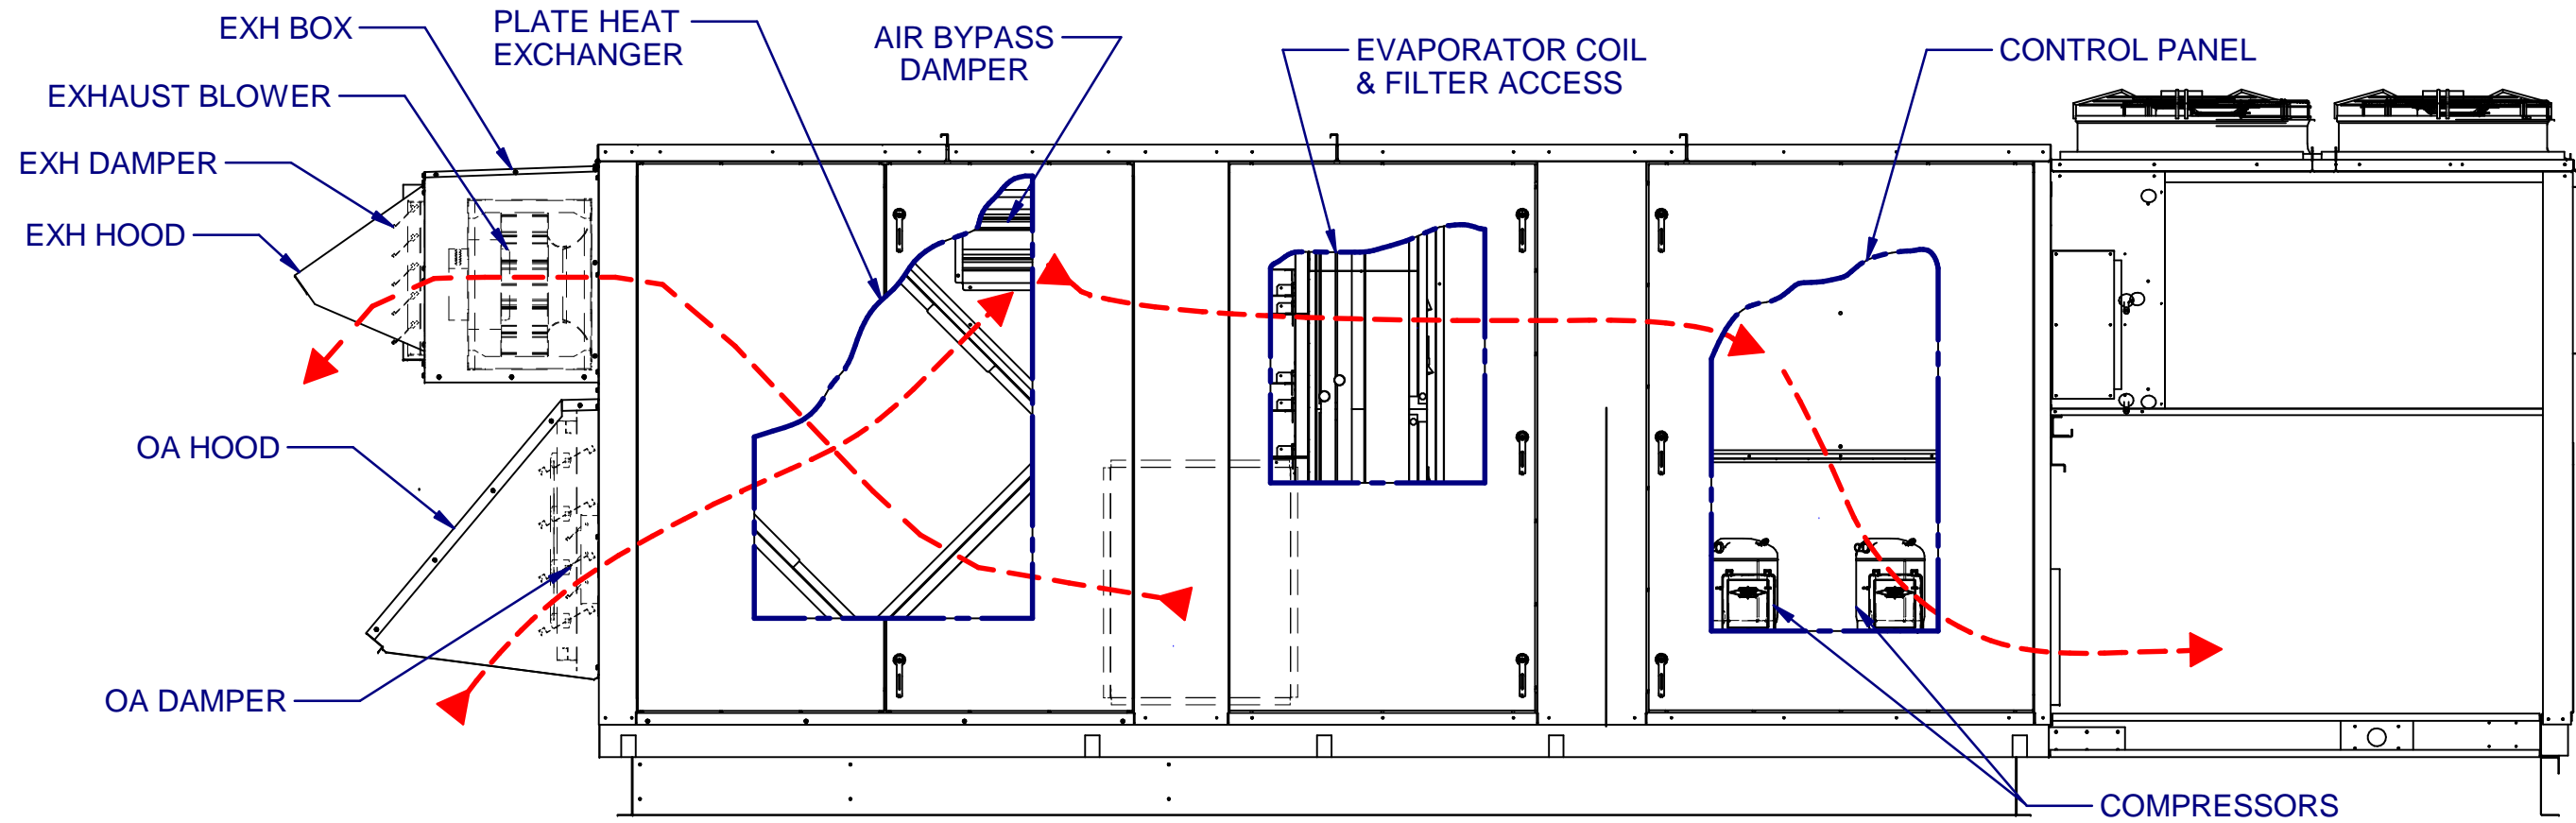 EXH BOX
PLATE HEAT
EXCHANGER
AIR BYPASS
DAMPER
EVAPORATOR COIL
& FILTER ACCESS
CONTROL PANEL
EXHAUST BLOWER
EXH DAMPER
EXH HOOD
OA HOOD
OA DAMPER
COMPRESSORS